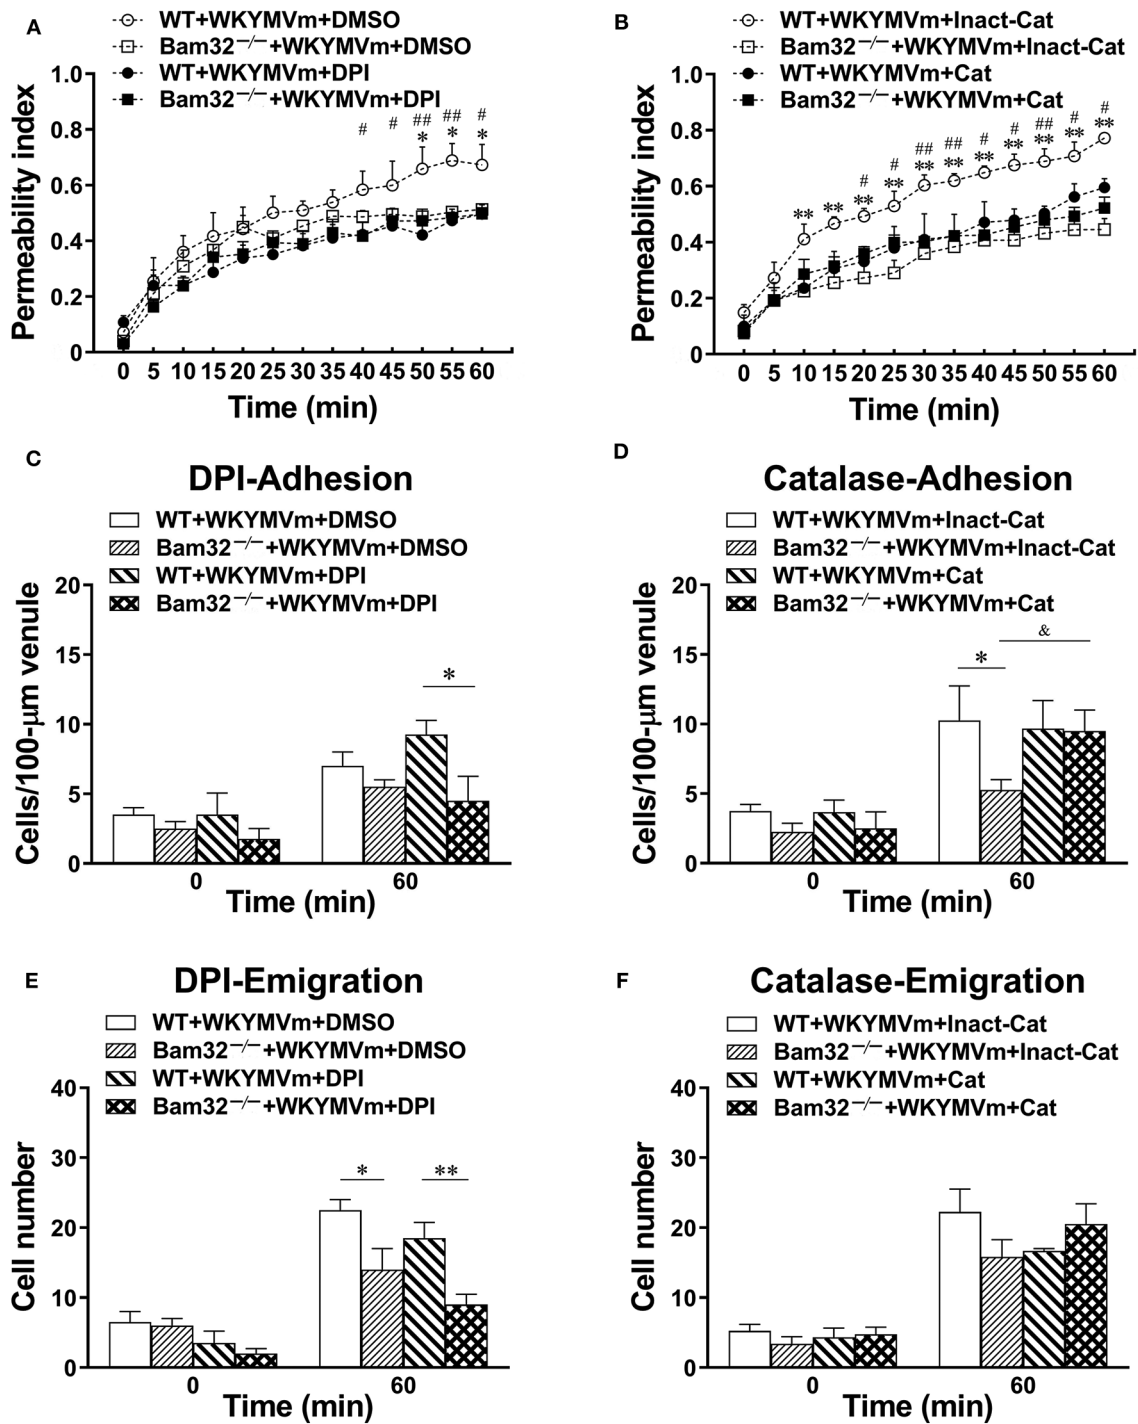 A
WT+WKYMVm+DMSO
Bam32−/−+WKYMVm+DMSO
WT+WKYMVm+DPI
Bam32−/−+WKYMVm+DPI
Permeability index
1.0
0.8
0.6
0.4
0.2
0
# # ## ## #
* * *
0 5 10 15 20 25 30 35 40 45 50 55 60
Time (min)
B
WT+WKYMVm+Inact-Cat
Bam32−/−+WKYMVm+Inact-Cat
WT+WKYMVm+Cat
Bam32−/−+WKYMVm+Cat
Permeability index
1.0
0.8
0.6
0.4
0.2
0
# # ## ## # # ## # #
** ** ** ** ** ** ** ** ** ** **
0 5 10 15 20 25 30 35 40 45 50 55 60
Time (min)
C
DPI-Adhesion
WT+WKYMVm+DMSO
Bam32−/−+WKYMVm+DMSO
WT+WKYMVm+DPI
Bam32−/−+WKYMVm+DPI
Cells/100-μm venule
20
15
10
5
0
*
0 60
Time (min)
D
Catalase-Adhesion
WT+WKYMVm+Inact-Cat
Bam32−/−+WKYMVm+Inact-Cat
WT+WKYMVm+Cat
Bam32−/−+WKYMVm+Cat
Cells/100-μm venule
20
15
10
5
0
&
*
0 60
Time (min)
E
DPI-Emigration
WT+WKYMVm+DMSO
Bam32−/−+WKYMVm+DMSO
WT+WKYMVm+DPI
Bam32−/−+WKYMVm+DPI
Cell number
40
30
20
10
0
* **
0 60
Time (min)
F
Catalase-Emigration
WT+WKYMVm+Inact-Cat
Bam32−/−+WKYMVm+Inact-Cat
WT+WKYMVm+Cat
Bam32−/−+WKYMVm+Cat
Cell number
40
30
20
10
0
0 60
Time (min)